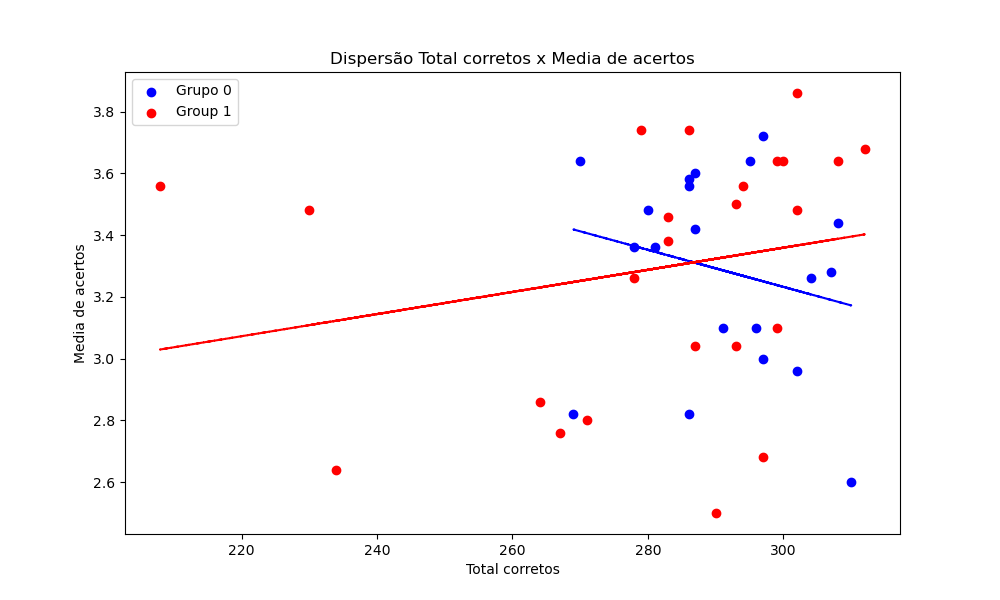 Dispersão Total corretos x Media de acertos
Grupo 0
Group 1
Media de acertos
3.8
3.6
3.4
3.2
3.0
2.8
2.6
220
240
260
280
300
Total corretos